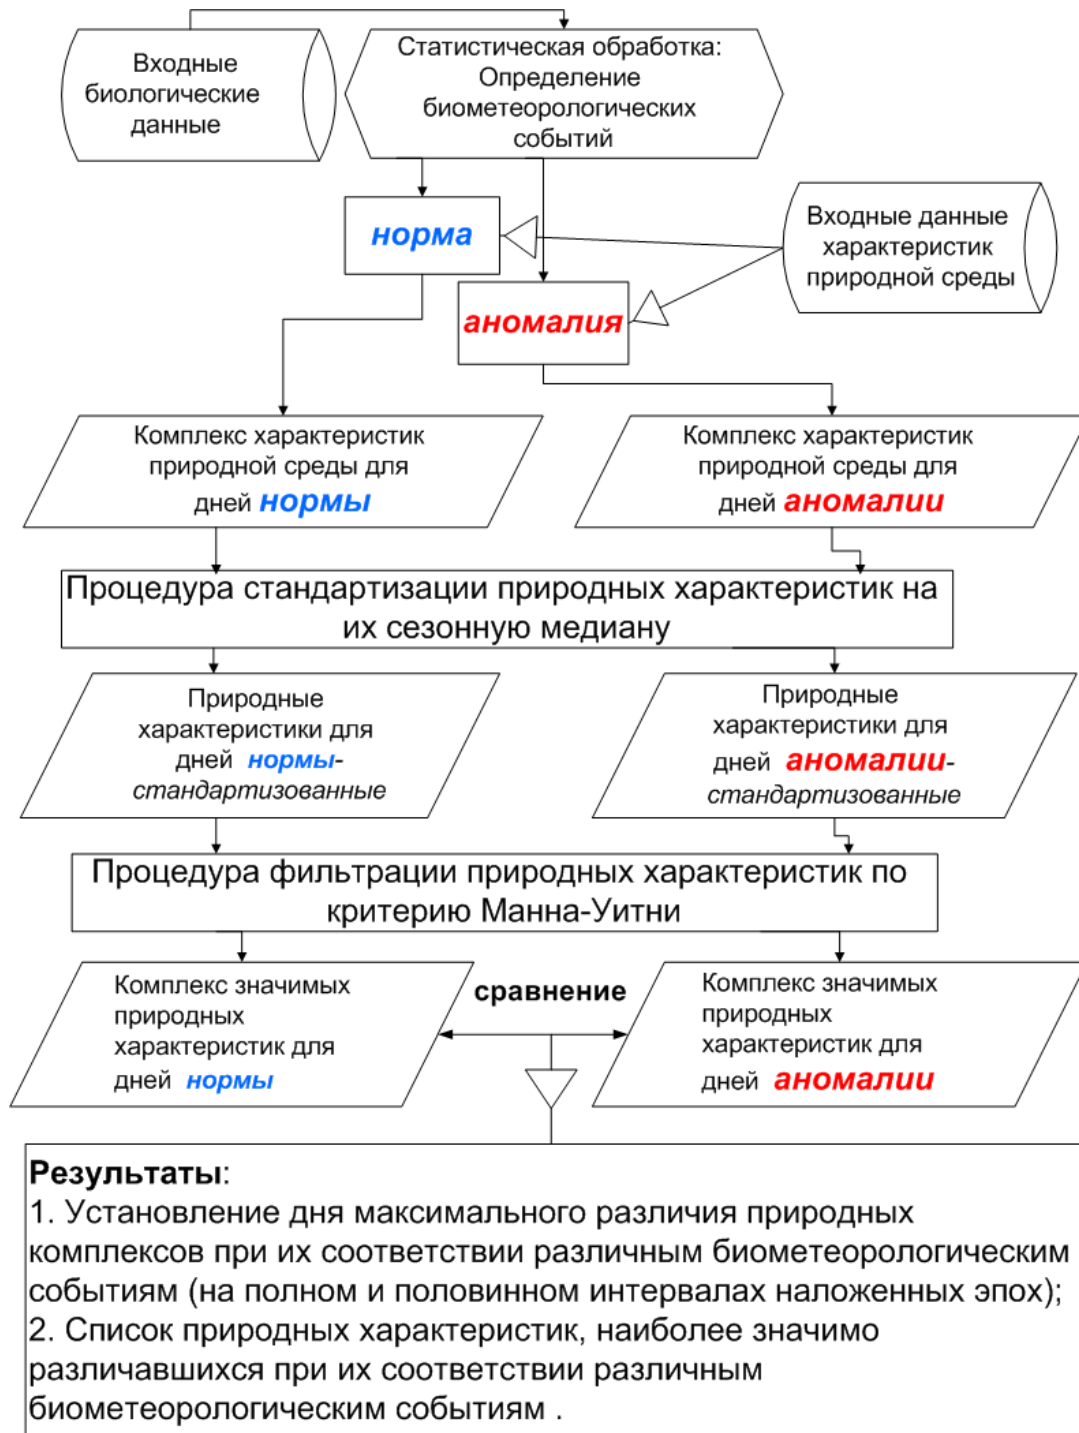 Входные
биологические
данные
Статистическая обработка:
Определение
биометеорологических
событий
норма
Входные данные
характеристик
природной среды
аномалия
Комплекс характеристик
природной среды для
дней нормы
Комплекс характеристик
природной среды для
дней аномалии
Процедура стандартизации природных характеристик на
их сезонную медиану
Природные
характеристики для
дней нормы-
стандартизованные
Природные
характеристики для
дней аномалии-
стандартизованные
Процедура фильтрации природных характеристик по
критерию Манна-Уитни
Комплекс значимых
природных
характеристик для
дней нормы
сравнение
Комплекс значимых
природных
характеристик для
дней аномалии
Результаты:
1. Установление дня максимального различия природных
комплексов при их соответствии различным биометеорологическим
событиям (на полном и половинном интервалах наложенных эпох);
2. Список природных характеристик, наиболее значимо
различавшихся при их соответствии различным
биометеорологическим событиям .